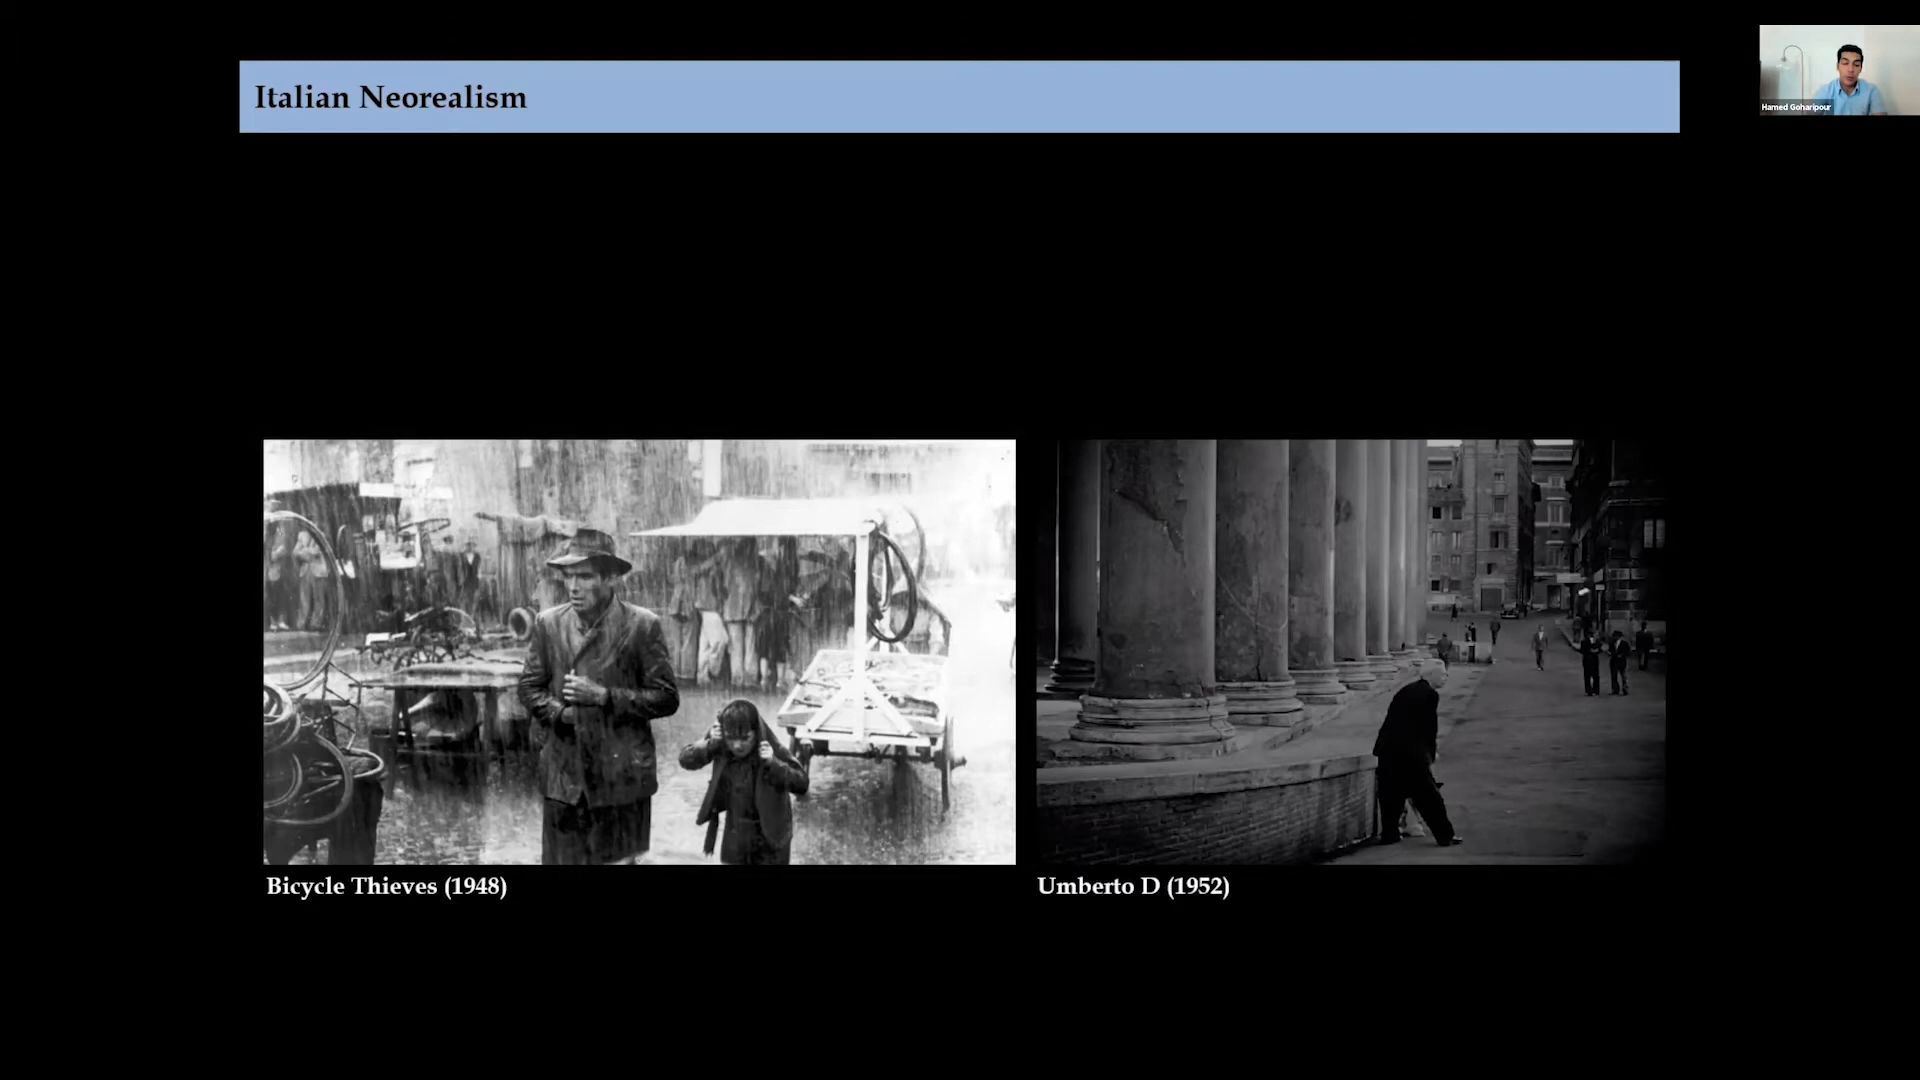 Italian Neorealism
Hamed Goharipour
Bicycle Thieves (1948)
Umberto D (1952)